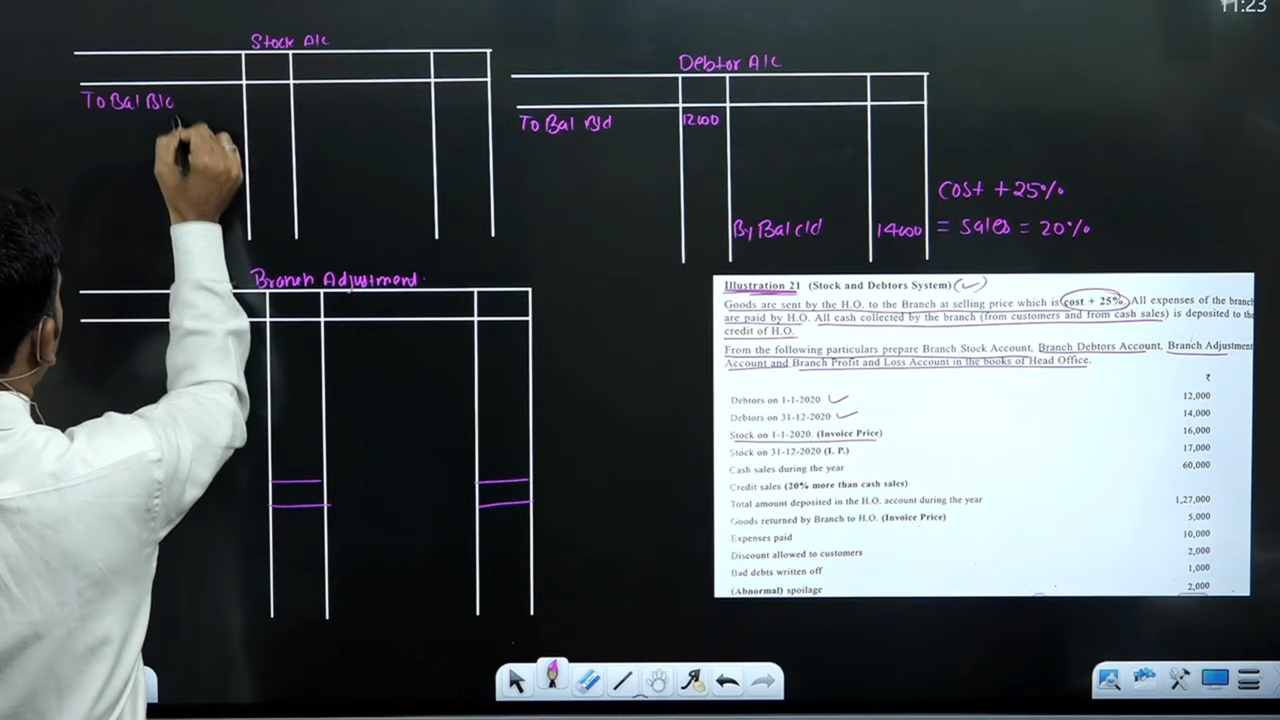 11:23
Stock A/c
To Bal B/d
Debtor A/c
To Bal B/d 12000
By Bal c/d 14000
Cost + 25%
= Sales = 20%
Branch Adjustment
Illustration 21 (Stock and Debtors System)
Goods are sent by the H.O. to the Branch at selling price which is cost + 25%. All expenses of the branch
are paid by H.O. All cash collected by the branch (from customers and from cash sales) is deposited to the
credit of H.O.
From the following particulars prepare Branch Stock Account, Branch Debtors Account, Branch Adjustment
Account and Branch Profit and Loss Account in the books of Head Office.
₹
Debtors on 1-1-2020 12,000
Debtors on 31-12-2020 14,000
Stock on 1-1-2020. (Invoice Price) 16,000
Stock on 31-12-2020 (I. P.) 17,000
Cash sales during the year 60,000
Credit sales (20% more than cash sales)
Total amount deposited in the H.O. account during the year 1,27,000
Goods returned by Branch to H.O. (Invoice Price) 5,000
Expenses paid 10,000
Discount allowed to customers 2,000
Bad debts written off 1,000
(Abnormal) spoilage 2,000